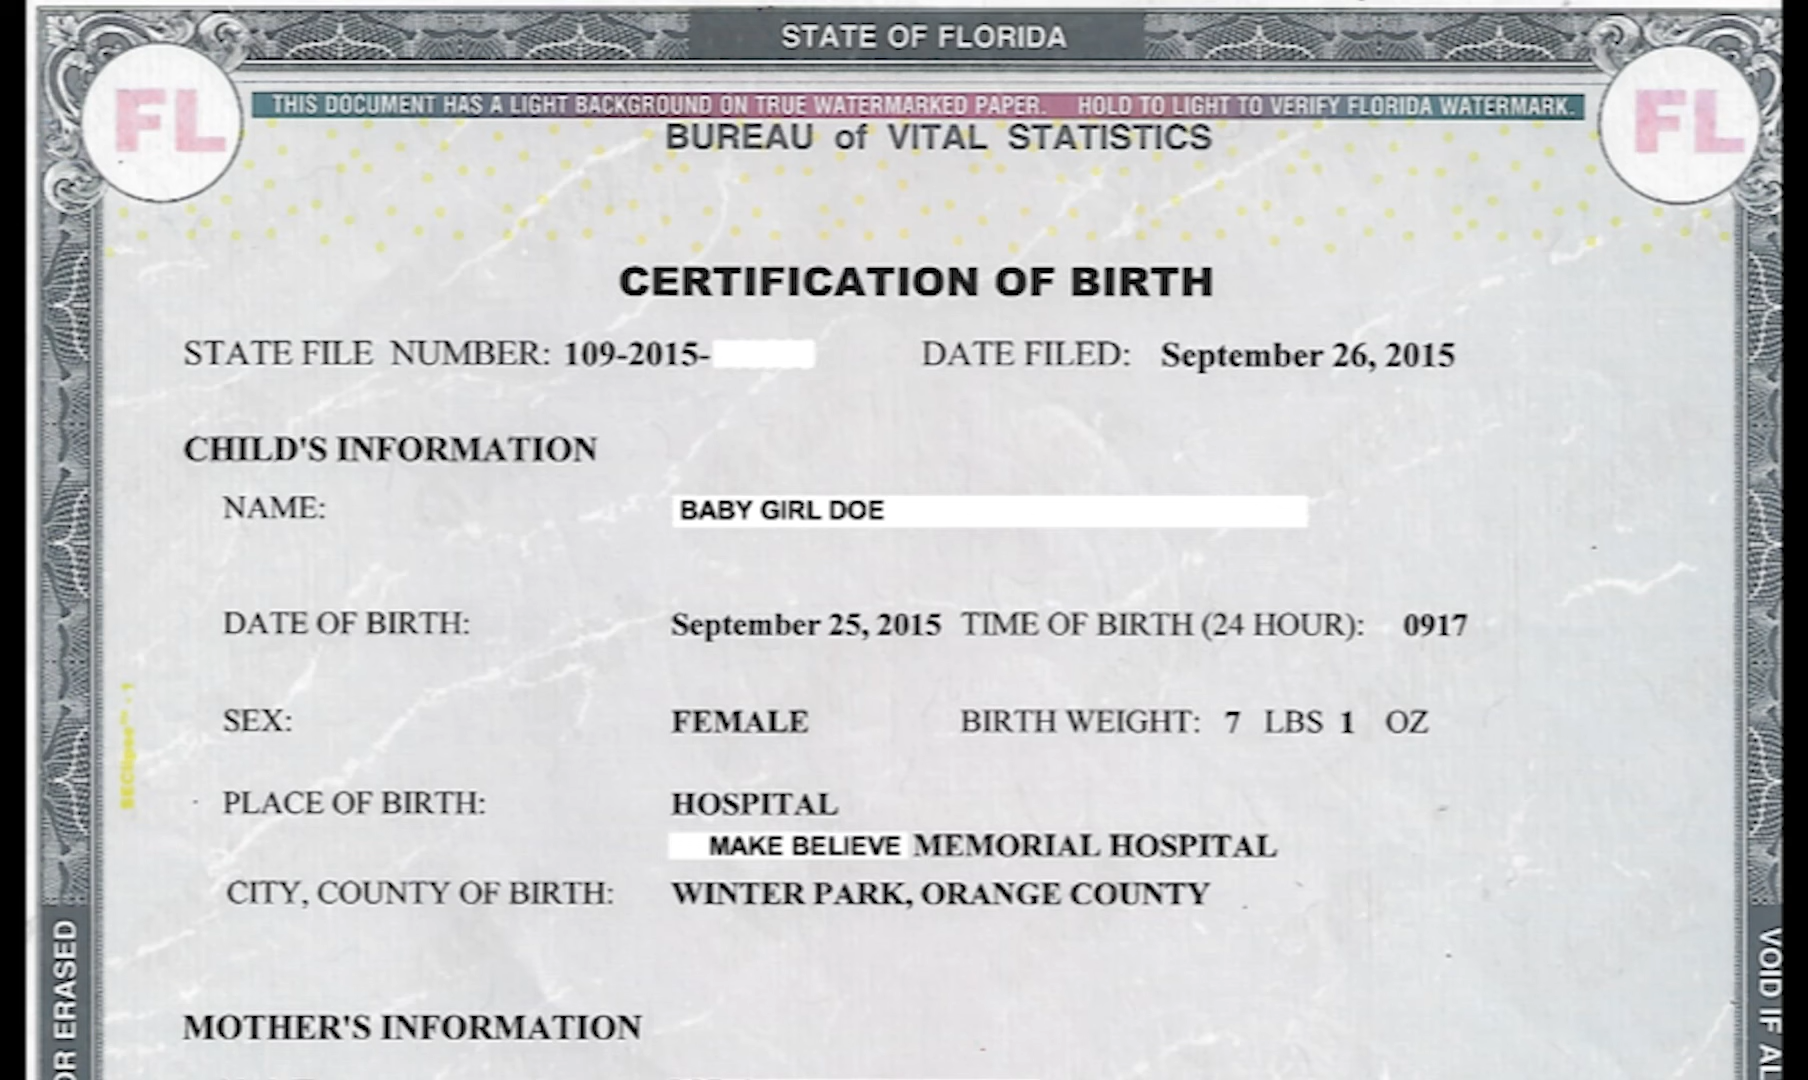 STATE OF FLORIDA
FL
FL
THIS DOCUMENT HAS A LIGHT BACKGROUND ON TRUE WATERMARKED PAPER. HOLD TO LIGHT TO VERIFY FLORIDA WATERMARK.
BUREAU of VITAL STATISTICS
CERTIFICATION OF BIRTH
STATE FILE NUMBER: 109-2015- DATE FILED: September 26, 2015
CHILD'S INFORMATION
NAME: BABY GIRL DOE
DATE OF BIRTH: September 25, 2015 TIME OF BIRTH (24 HOUR): 0917
SEX: FEMALE BIRTH WEIGHT: 7 LBS 1 OZ
PLACE OF BIRTH: HOSPITAL
MAKE BELIEVE MEMORIAL HOSPITAL
CITY, COUNTY OF BIRTH: WINTER PARK, ORANGE COUNTY
MOTHER'S INFORMATION
OR ERASED
VOID IF AL